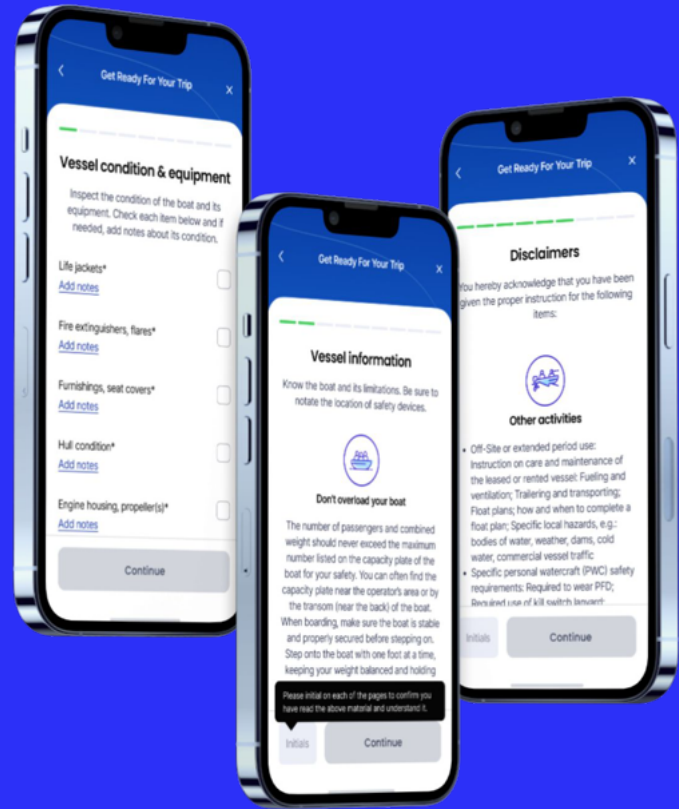 Get Ready For Your Trip
Vessel condition & equipment
Inspect the condition of the boat and its
equipment. Check each item below and if
needed, add notes about its condition.
Life jackets*
Add notes
Fire extinguishers, flares*
Add notes
Furnishings, seat covers*
Add notes
Hull condition*
Add notes
Engine housing, propeller(s)*
Add notes
Continue
Get Ready For Your Trip
Vessel information
Know the boat and its limitations. Be sure to
notate the location of safety devices.
Don't overload your boat
The number of passengers and combined
weight should never exceed the maximum
number listed on the capacity plate of the
boat for your safety. You can often find the
capacity plate near the operator's area or by
the transom (near the back) of the boat.
When boarding, make sure the boat is stable
and properly secured before stepping on.
Step onto the boat with one foot at a time,
keeping your weight balanced and holding
Please initial on each of the pages to confirm you
have read the above material and understand it.
Initials
Continue
Get Ready For Your Trip
Disclaimers
You hereby acknowledge that you have been
given the proper instruction for the following
items:
Other activities
• Off-Site or extended period use:
Instruction on care and maintenance of
the leased or rented vessel: Fueling and
ventilation; Trailering and transporting;
Float plans; how and when to complete a
float plan; Specific local hazards, e.g.:
bodies of water, weather, dams, cold
water, commercial vessel traffic
• Specific personal watercraft (PWC) safety
requirements: Required to wear PFD;
Required use of kill switch lanyard;
Initials
Continue